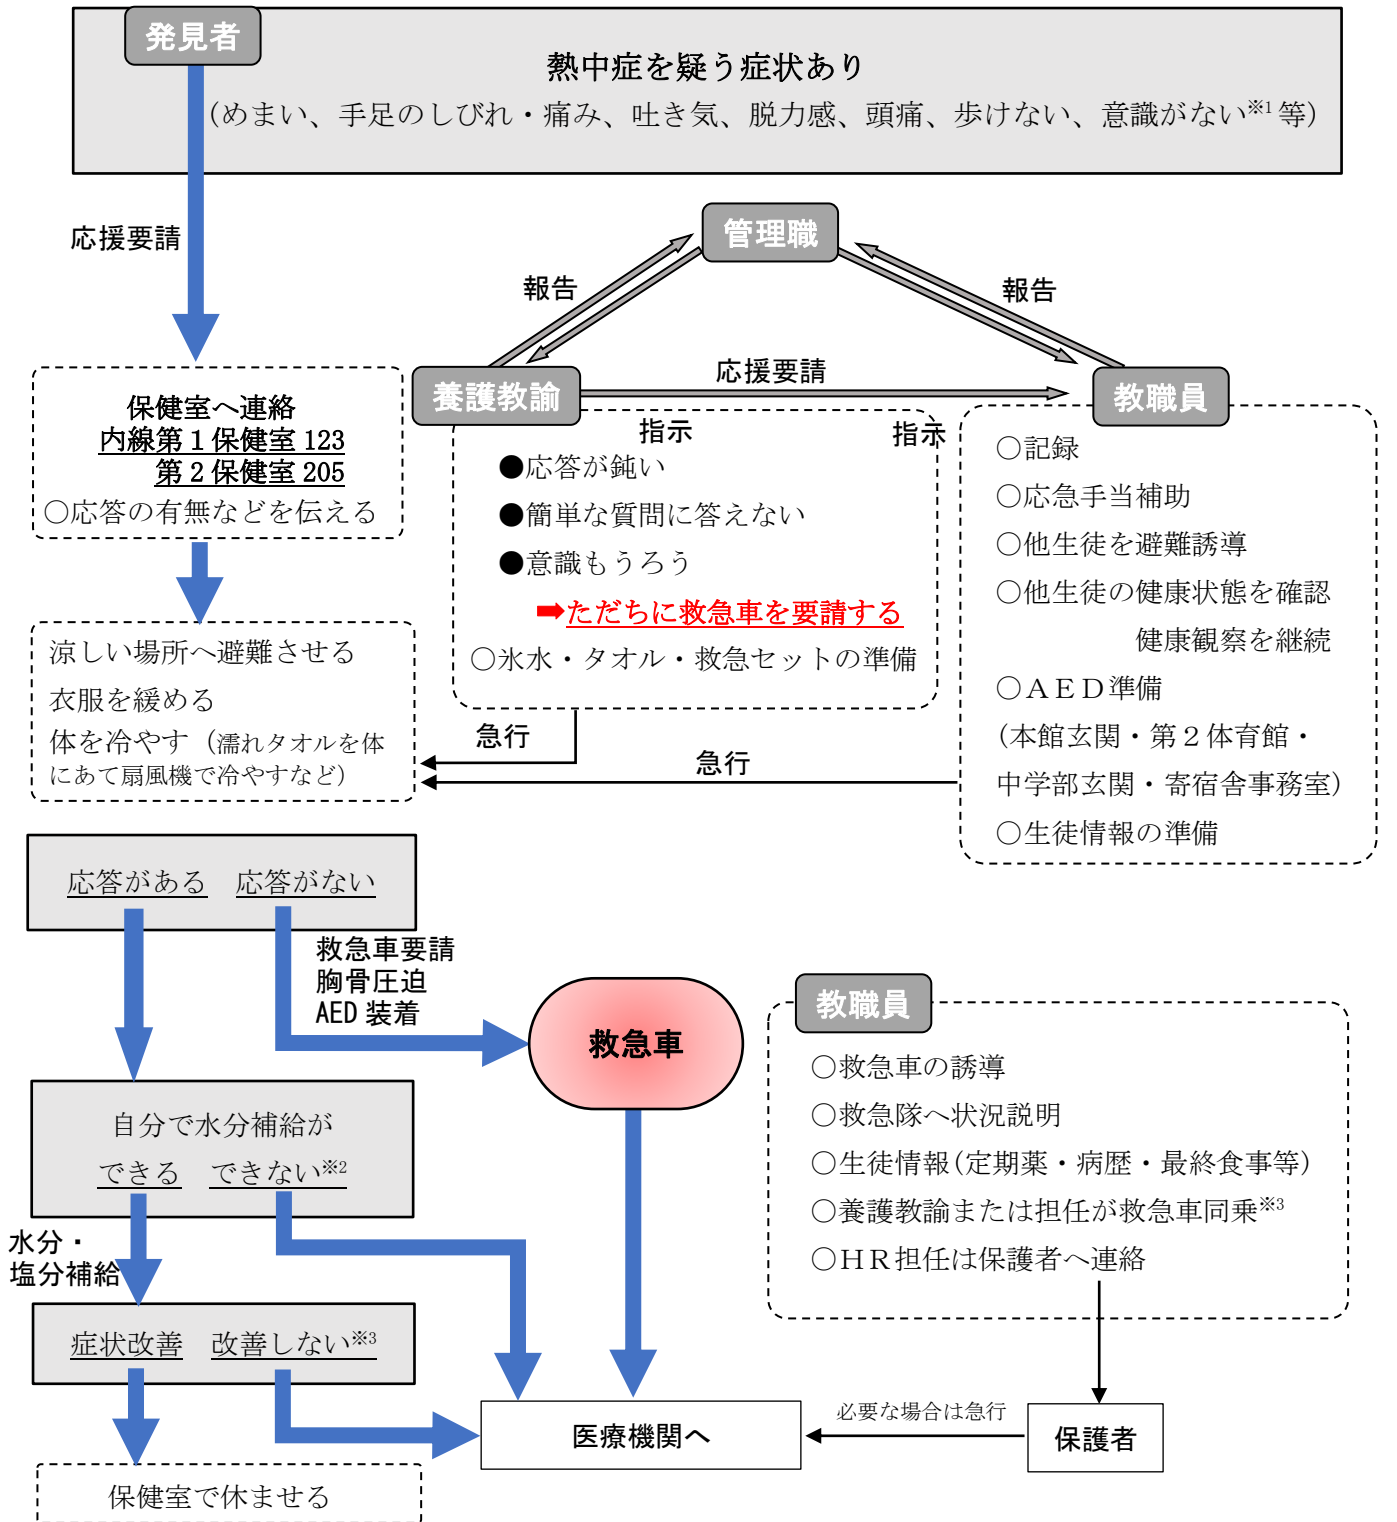 発見者
熱中症を疑う症状あり
(めまい、手足のしびれ・痛み、吐き気、脱力感、頭痛、歩けない、意識がない※1等)
応援要請
管理職
報告
報告
養護教諭
応援要請
教職員
指示
指示
保健室へ連絡
内線第1保健室123
第2保健室205
○応答の有無などを伝える
●応答が鈍い
●簡単な質問に答えない
●意識もうろう
➡ただちに救急車を要請する
○氷水・タオル・救急セットの準備
○記録
○応急手当補助
○他生徒を避難誘導
○他生徒の健康状態を確認
健康観察を継続
○AED準備
(本館玄関・第2体育館・
中学部玄関・寄宿舎事務室)
○生徒情報の準備
涼しい場所へ避難させる
衣服を緩める
体を冷やす(濡れタオルを体
にあて扇風機で冷やすなど)
急行
急行
応答がある 応答がない
救急車要請
胸骨圧迫
AED装着
救急車
教職員
○救急車の誘導
○救急隊へ状況説明
○生徒情報(定期薬・病歴・最終食事等)
○養護教諭または担任が救急車同乗※3
○HR担任は保護者へ連絡
自分で水分補給が
できる できない※2
水分・
塩分補給
症状改善 改善しない※3
医療機関へ
必要な場合は急行
保護者
保健室で休ませる